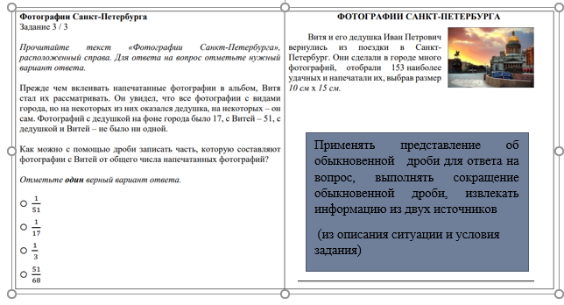 Фотографии Санкт-Петербурга
Задание 3 / 3
Прочитайте текст «Фотографии Санкт-Петербурга»,
расположенный справа. Для ответа на вопрос отметьте нужный
вариант ответа.
Прежде чем вклеивать напечатанные фотографии в альбом, Витя
стал их рассматривать. Он увидел, что все фотографии с видами
города, но на некоторых из них оказался дедушка, на некоторых – он
сам. Фотографий с дедушкой на фоне города было 17, с Витей – 51, с
дедушкой и Витей – не было ни одной.
Как можно с помощью дроби записать часть, которую составляют
фотографии с Витей от общего числа напечатанных фотографий?
Отметьте один верный вариант ответа.
1/51
1/17
1/3
51/68
ФОТОГРАФИИ САНКТ-ПЕТЕРБУРГА
Витя и его дедушка Иван Петрович
вернулись из поездки в Санкт-
Петербург. Они сделали в городе много
фотографий, отобрали 153 наиболее
удачных и напечатали их, выбрав размер
10 см х 15 см.
Применять представление об
обыкновенной дроби для ответа на
вопрос, выполнять сокращение
обыкновенной дроби, извлекать
информацию из двух источников
(из описания ситуации и условия
задания)